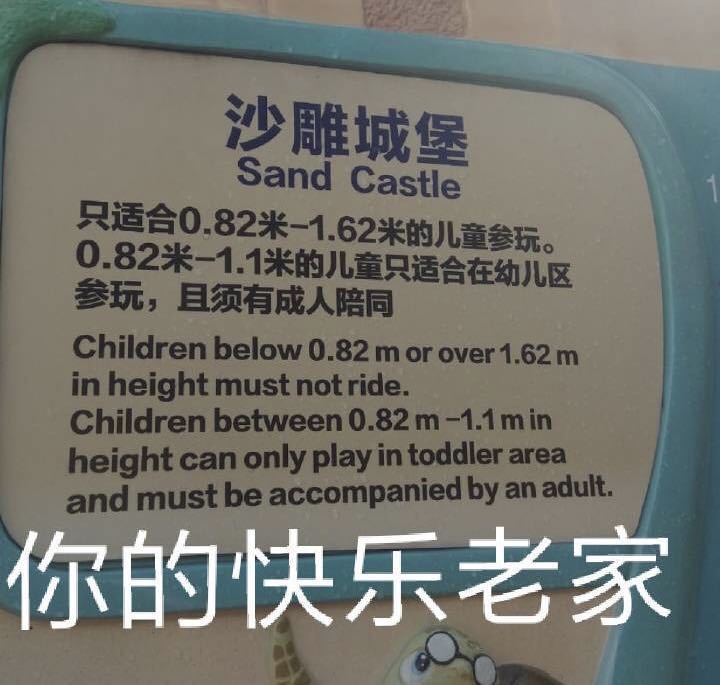 沙雕城堡
Sand Castle
只适合0.82米-1.62米的儿童参玩。
0.82米-1.1米的儿童只适合在幼儿区
参玩，且须有成人陪同
Children below 0.82 m or over 1.62 m
in height must not ride.
Children between 0.82 m -1.1 m in
height can only play in toddler area
and must be accompanied by an adult.
你的快乐老家